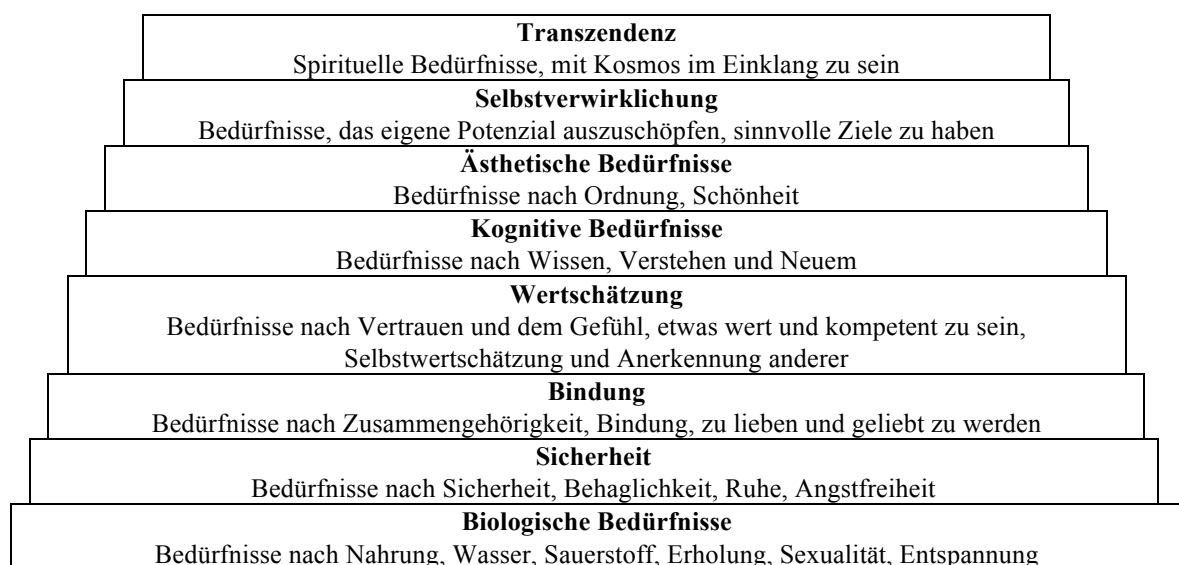 Transzendenz
Spirituelle Bedürfnisse, mit Kosmos im Einklang zu sein
Selbstverwirklichung
Bedürfnisse, das eigene Potenzial auszuschöpfen, sinnvolle Ziele zu haben
Ästhetische Bedürfnisse
Bedürfnisse nach Ordnung, Schönheit
Kognitive Bedürfnisse
Bedürfnisse nach Wissen, Verstehen und Neuem
Wertschätzung
Bedürfnisse nach Vertrauen und dem Gefühl, etwas wert und kompetent zu sein,
Selbstwertschätzung und Anerkennung anderer
Bindung
Bedürfnisse nach Zusammengehörigkeit, Bindung, zu lieben und geliebt zu werden
Sicherheit
Bedürfnisse nach Sicherheit, Behaglichkeit, Ruhe, Angstfreiheit
Biologische Bedürfnisse
Bedürfnisse nach Nahrung, Wasser, Sauerstoff, Erholung, Sexualität, Entspannung